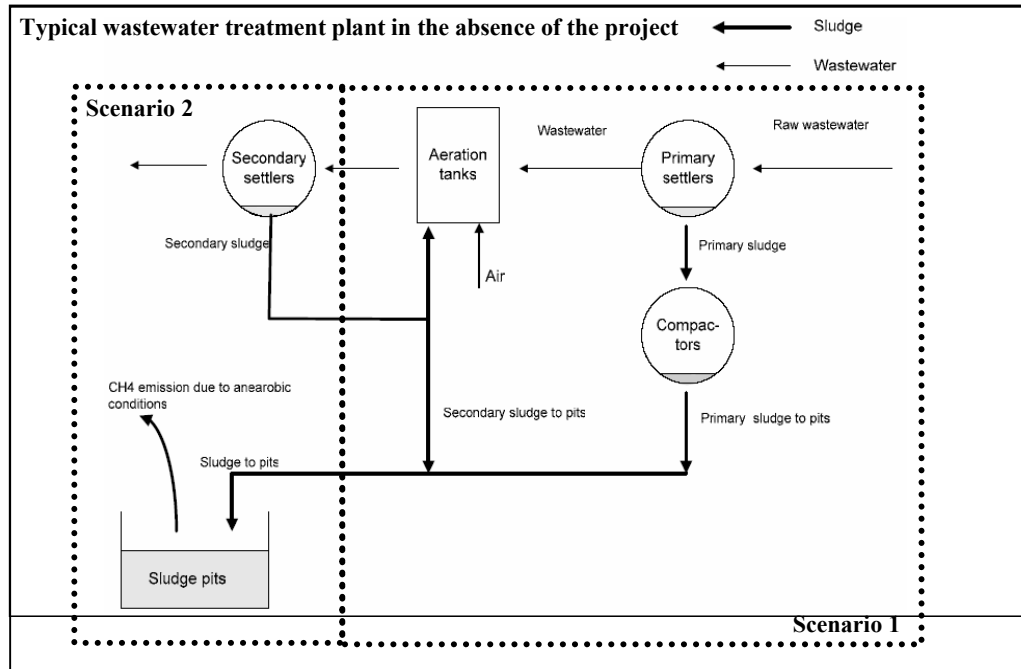 Typical wastewater treatment plant in the absence of the project
Sludge
Wastewater
Scenario 2
Secondary
settlers
Aeration
tanks
Wastewater
Primary
settlers
Raw wastewater
Secondary sludge
Primary sludge
Air
Compac-
tors
CH4 emission due to anearobic
conditions
Secondary sludge to pits
Primary sludge to pits
Sludge to pits
Sludge pits
Scenario 1